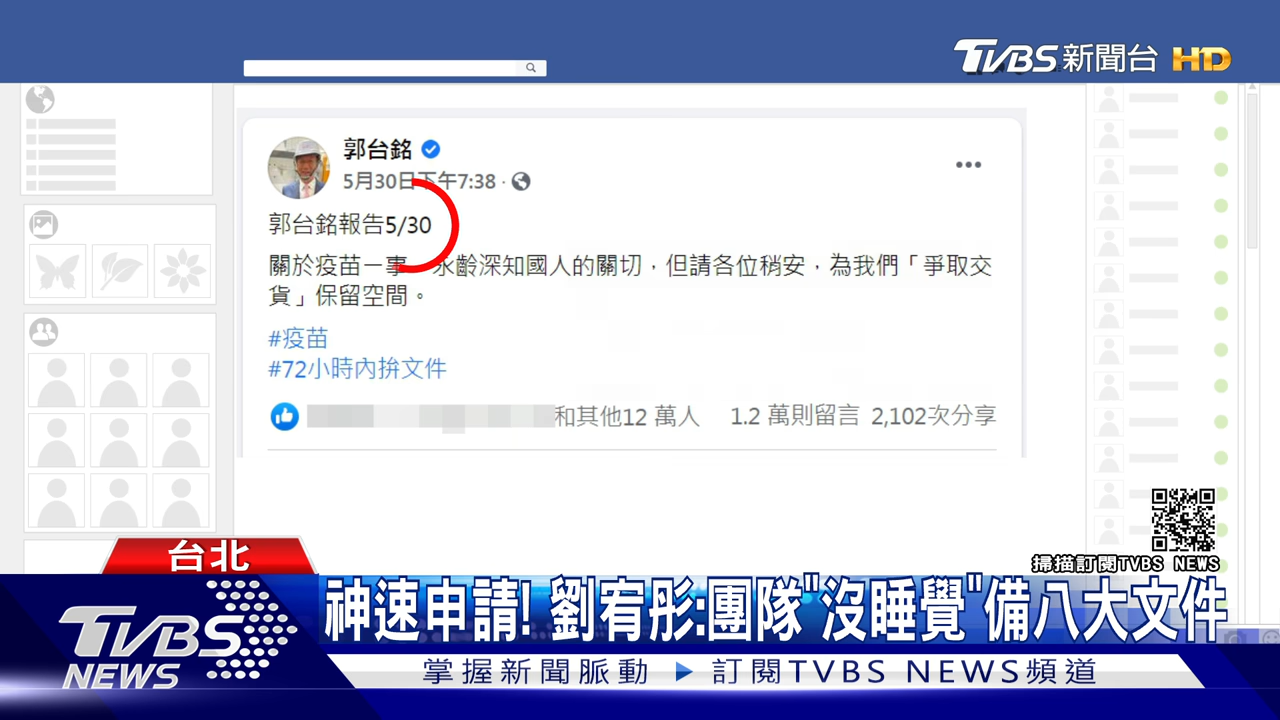 TVBS新聞台 HD
郭台銘
5月30日下午7:38
郭台銘報告5/30
關於疫苗一事 永齡深知國人的關切,但請各位稍安,為我們「爭取交
貨」保留空間。
#疫苗
#72小時內拚文件
和其他12 萬人 1.2 萬則留言 2,102次分享
掃描訂閱TVBS NEWS
台北
神速申請! 劉宥彤:團隊"沒睡覺"備八大文件
TVBS NEWS
掌握新聞脈動 ▶ 訂閱TVBS NEWS頻道